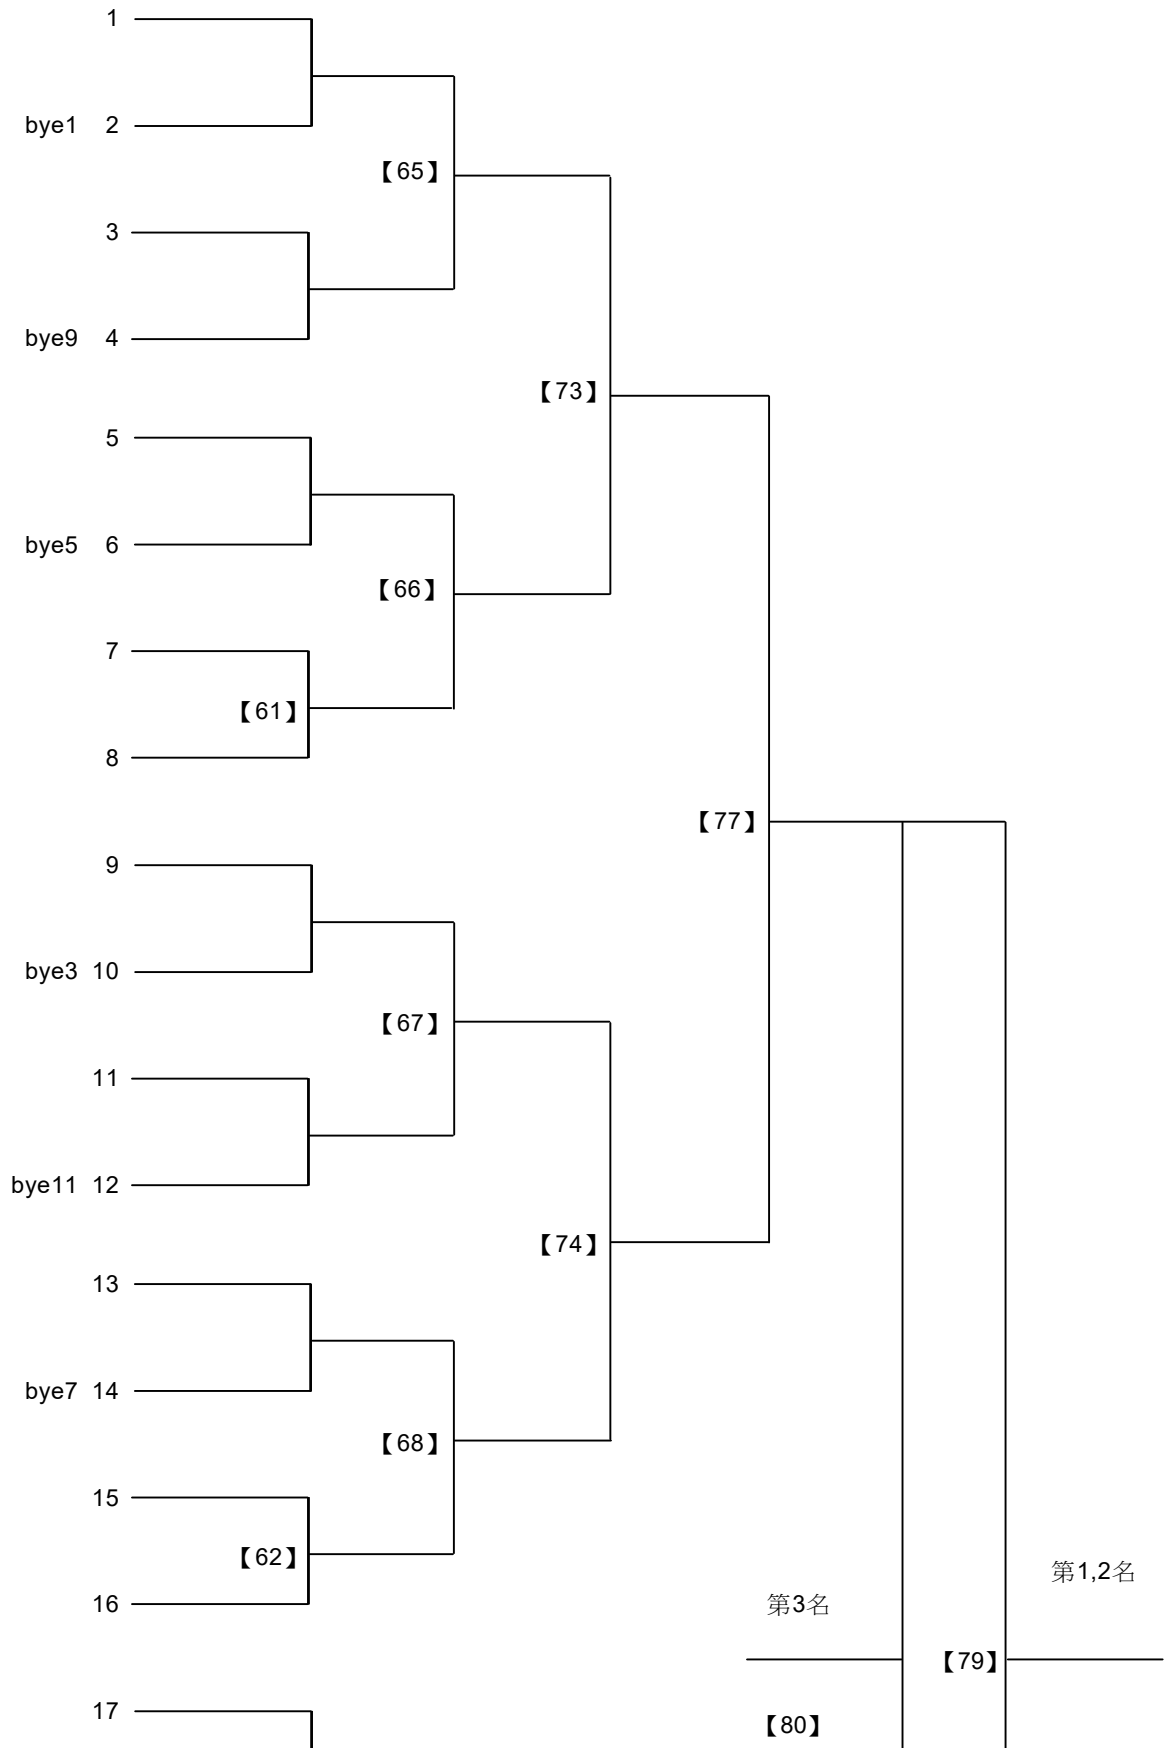 1
bye1 2
【65】
3
bye9 4
【73】
5
bye5 6
【66】
7
【61】
8
【77】
9
bye3 10
【67】
11
bye11 12
【74】
13
bye7 14
【68】
15
【62】
第1,2名
16
第3名
【79】
17
【80】